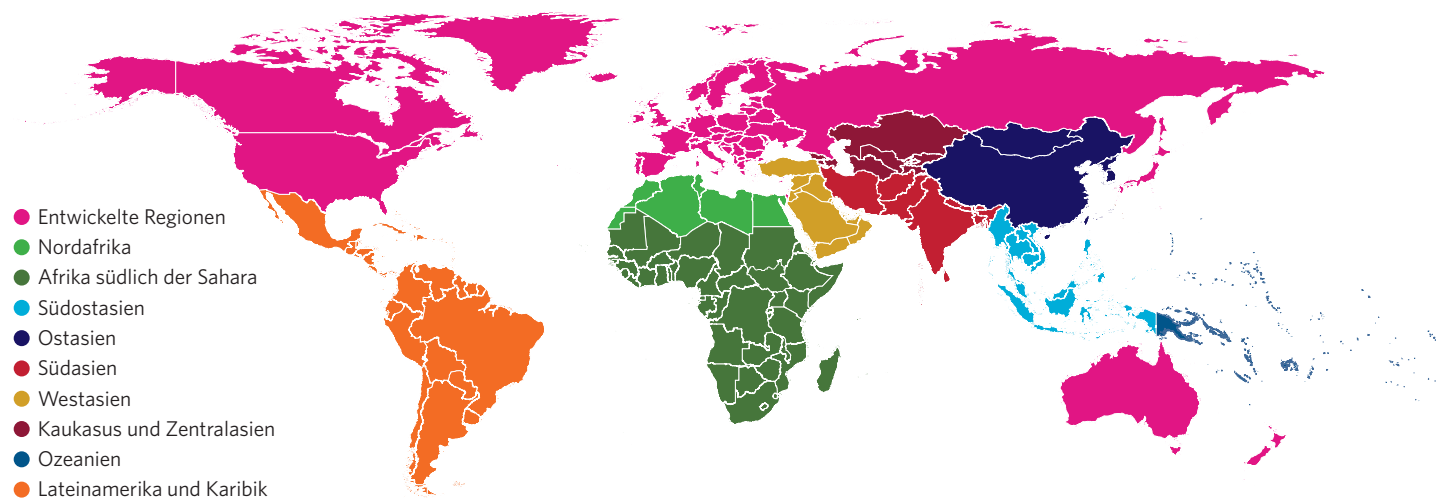 Entwickelte Regionen
Nordafrika
Afrika südlich der Sahara
Südostasien
Ostasien
Südasien
Westasien
Kaukasus und Zentralasien
Ozeanien
Lateinamerika und Karibik